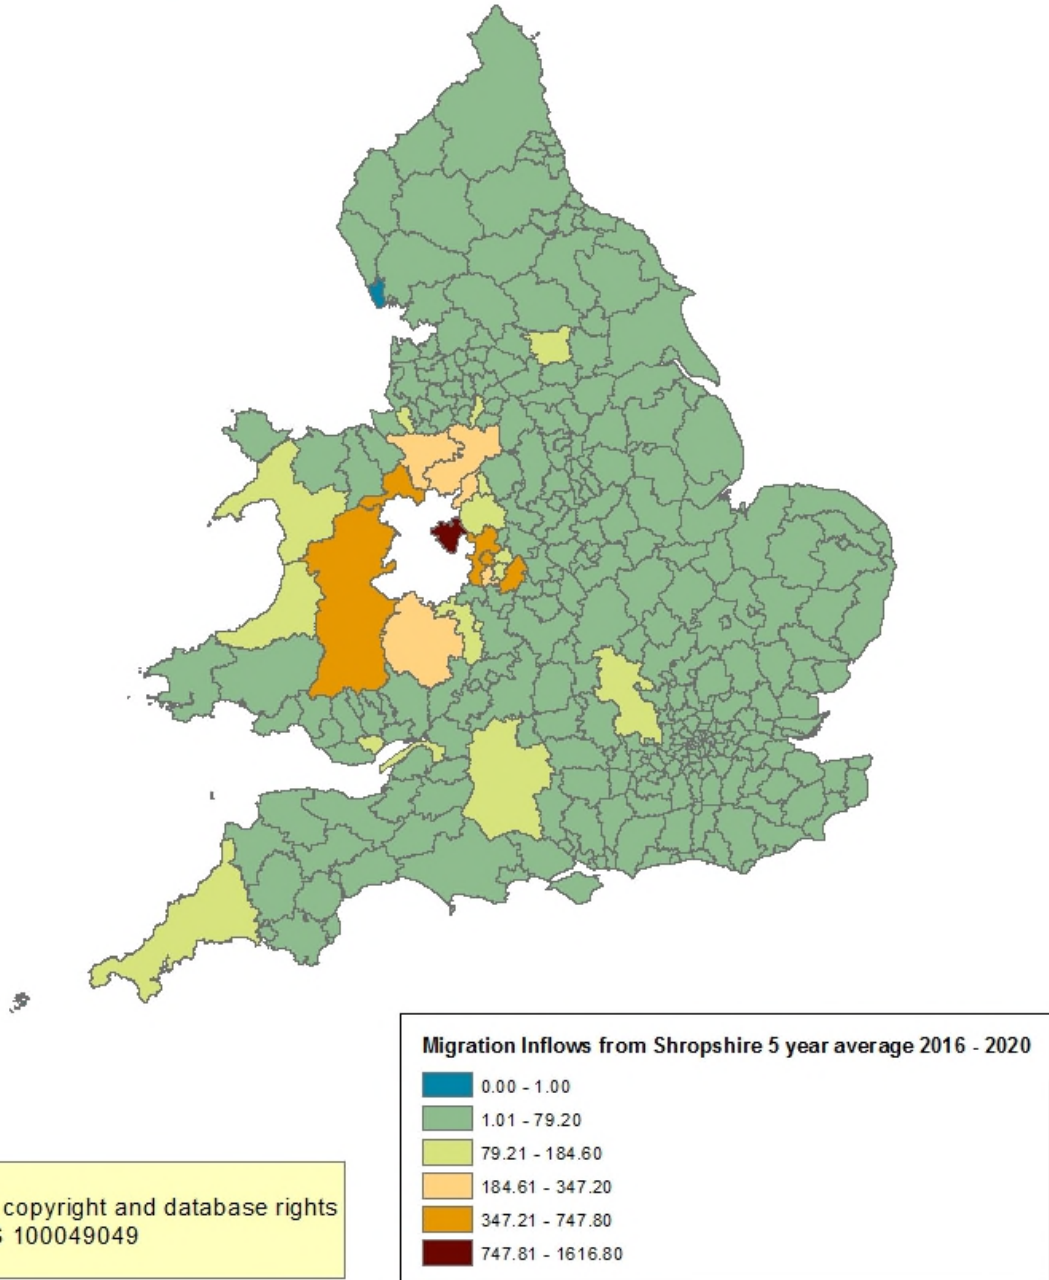 Migration Inflows from Shropshire 5 year average 2016 - 2020
0.00 - 1.00
1.01 - 79.20
79.21 - 184.60
184.61 - 347.20
347.21 - 747.80
747.81 - 1616.80
copyright and database rights
100049049